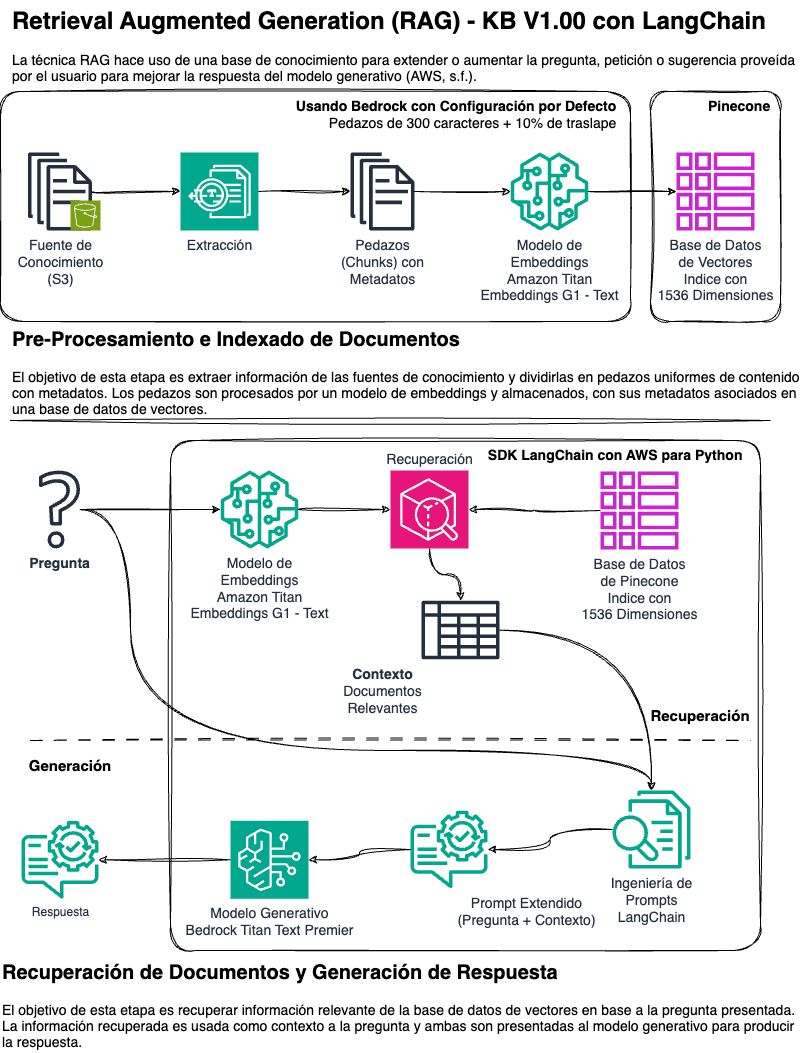 Retrieval Augmented Generation (RAG) - KB V1.00 con LangChain
La técnica RAG hace uso de una base de conocimiento para extender o aumentar la pregunta, petición o sugerencia proveída
por el usuario para mejorar la respuesta del modelo generativo (AWS, s.f.).
Usando Bedrock con Configuración por Defecto
Pedazos de 300 caracteres + 10% de traslape
Pinecone
Fuente de
Conocimiento
(S3)
Extracción
Pedazos
(Chunks) con
Metadatos
Modelo de
Embeddings
Amazon Titan
Embeddings G1 - Text
Base de Datos
de Vectores
Indice con
1536 Dimensiones
Pre-Procesamiento e Indexado de Documentos
El objetivo de esta etapa es extraer información de las fuentes de conocimiento y dividirlas en pedazos uniformes de contenido
con metadatos. Los pedazos son procesados por un modelo de embeddings y almacenados, con sus metadatos asociados en
una base de datos de vectores.
SDK LangChain con AWS para Python
Recuperación
Pregunta
Modelo de
Embeddings
Amazon Titan
Embeddings G1 - Text
Base de Datos
de Pinecone
Indice con
1536 Dimensiones
Contexto
Documentos
Relevantes
Recuperación
Generación
Respuesta
Modelo Generativo
Bedrock Titan Text Premier
Prompt Extendido
(Pregunta + Contexto)
Ingeniería de
Prompts
LangChain
Recuperación de Documentos y Generación de Respuesta
El objetivo de esta etapa es recuperar información relevante de la base de datos de vectores en base a la pregunta presentada.
La información recuperada es usada como contexto a la pregunta y ambas son presentadas al modelo generativo para producir
la respuesta.